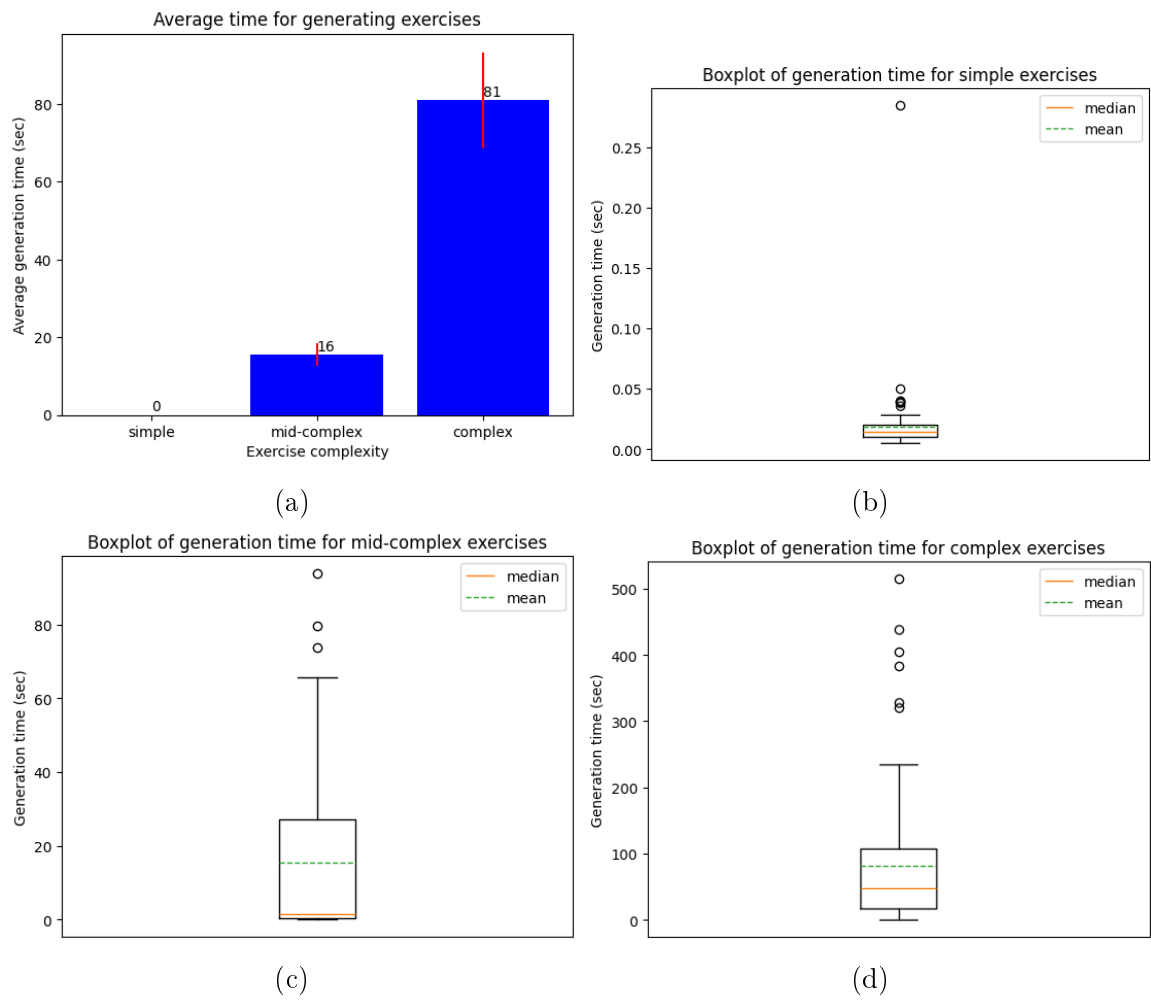 Average time for generating exercises
Average generation time (sec)
80
60
40
20
0
0
16
81
simple
mid-complex
complex
Exercise complexity
(a)
Boxplot of generation time for simple exercises
Generation time (sec)
0.25
0.20
0.15
0.10
0.05
0.00
median
mean
(b)
Boxplot of generation time for mid-complex exercises
Generation time (sec)
80
60
40
20
0
median
mean
(c)
Boxplot of generation time for complex exercises
Generation time (sec)
500
400
300
200
100
0
median
mean
(d)